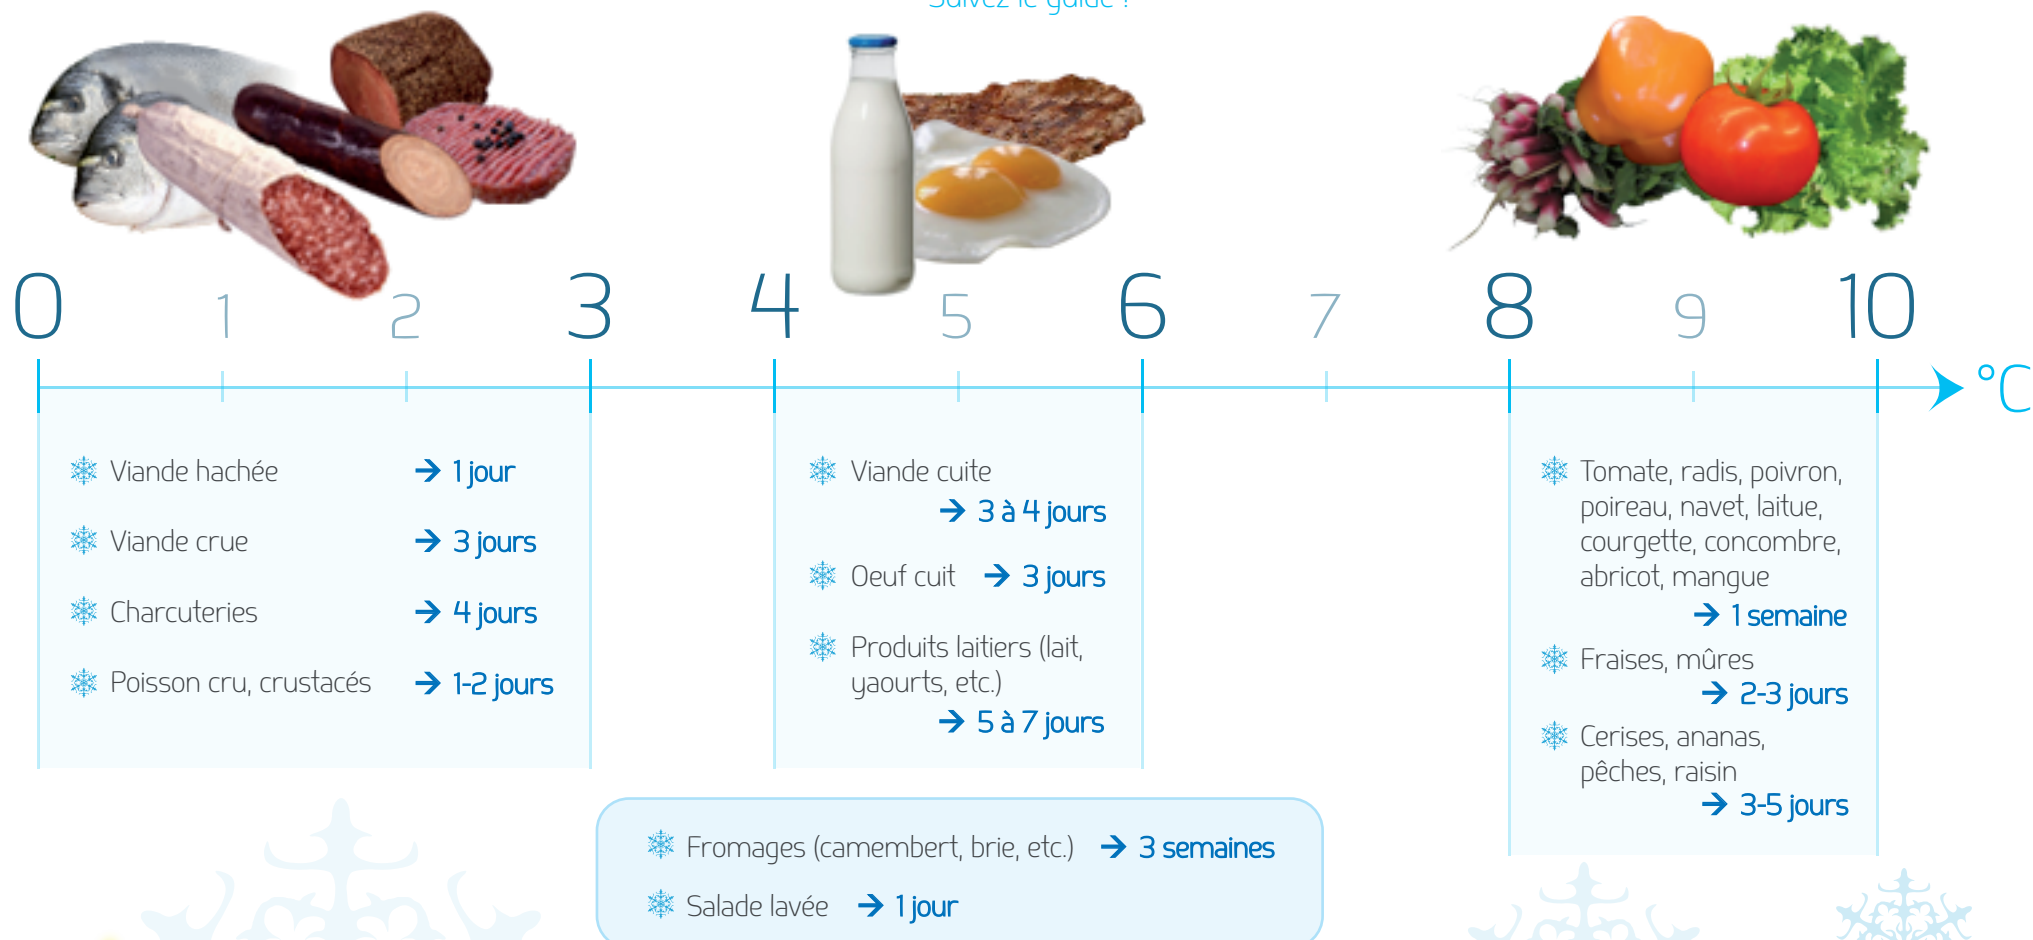 Suivez le guide !
0 1 2 3 4 5 6 7 8 9 10
°C
Viande hachée → 1 jour
Viande crue → 3 jours
Charcuteries → 4 jours
Poisson cru, crustacés → 1-2 jours
Viande cuite
→ 3 à 4 jours
Oeuf cuit → 3 jours
Produits laitiers (lait,
yaourts, etc.)
→ 5 à 7 jours
Tomate, radis, poivron,
poireau, navet, laitue,
courgette, concombre,
abricot, mangue
→ 1 semaine
Fraises, mûres
→ 2-3 jours
Cerises, ananas,
pêches, raisin
→ 3-5 jours
Fromages (camembert, brie, etc.) → 3 semaines
Salade lavée → 1 jour